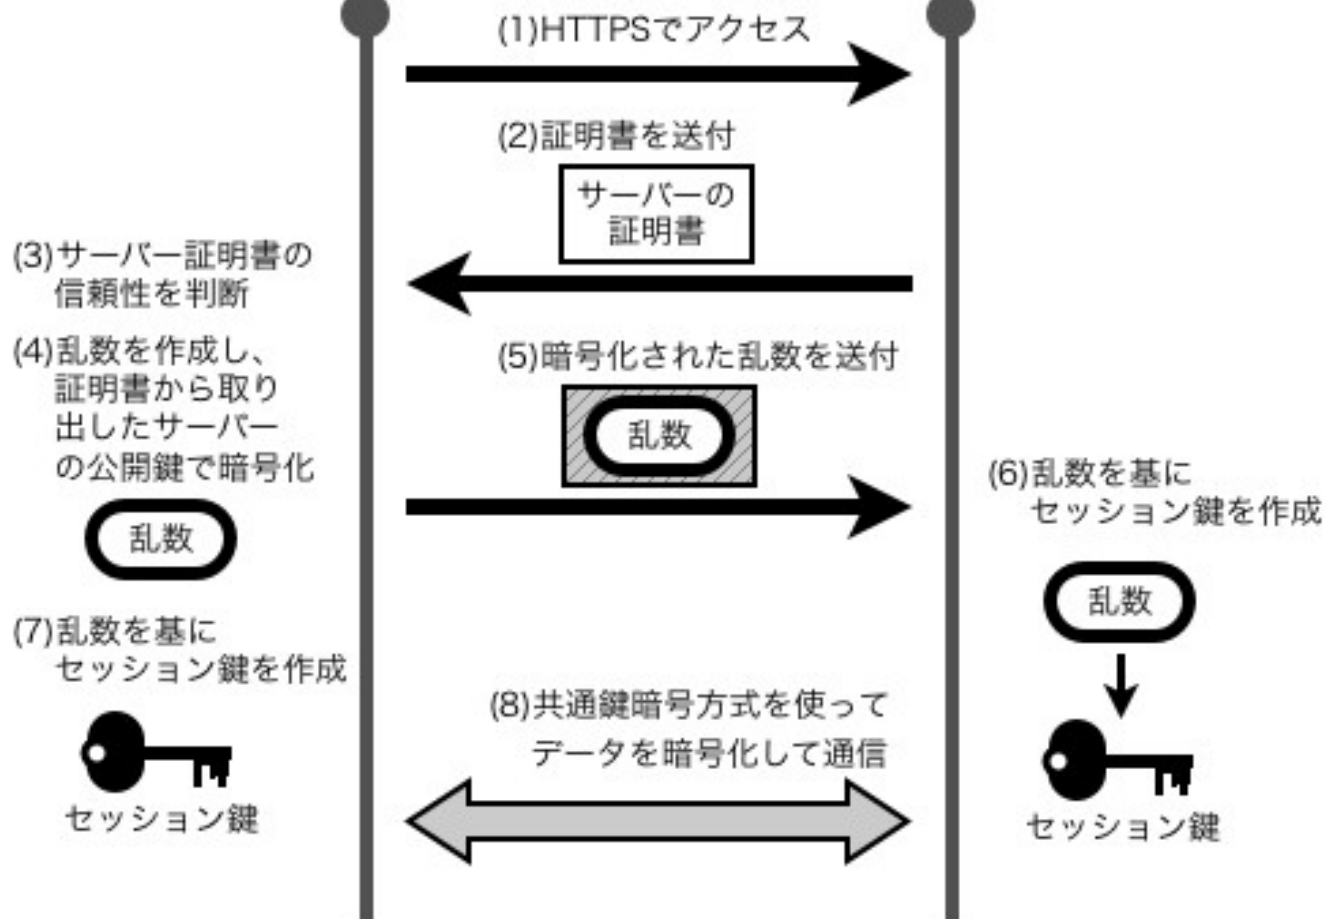 (1)HTTPSでアクセス
(2)証明書を送付
サーバーの
証明書
(3)サーバー証明書の
信頼性を判断
(4)乱数を作成し、
証明書から取り
出したサーバー
の公開鍵で暗号化
乱数
(5)暗号化された乱数を送付
乱数
(6)乱数を基に
セッション鍵を作成
乱数
セッション鍵
(7)乱数を基に
セッション鍵を作成
セッション鍵
(8)共通鍵暗号方式を使って
データを暗号化して通信